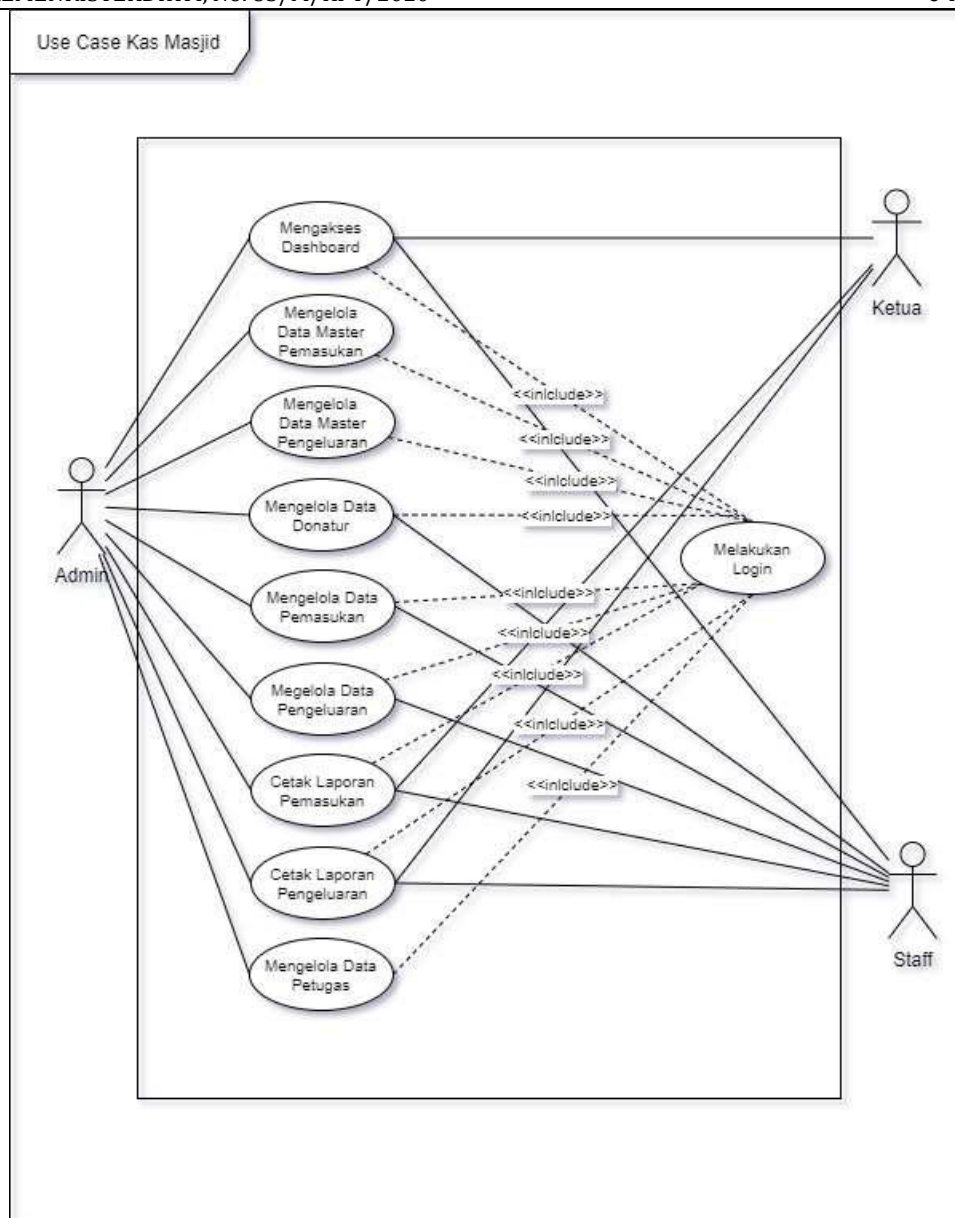 Use Case Kas Masjid
Mengakses
Dashboard
Ketua
Mengelola
Data Master
Pemasukan
<<inlclude>>
Mengelola
Data Master
Pengeluaran
<<inlclude>>
<<inlclude>>
Admin
Mengelola Data
Donatur
<<inlclude>>
Melakukan
Login
Mengelola Data
Pemasukan
<<inlclude>>
<<inlclude>>
Megelola Data
Pengeluaran
<<inlclude>>
<<inlclude>>
Cetak Laporan
Pemasukan
<<inlclude>>
Cetak Laporan
Pengeluaran
Staff
Mengelola Data
Petugas